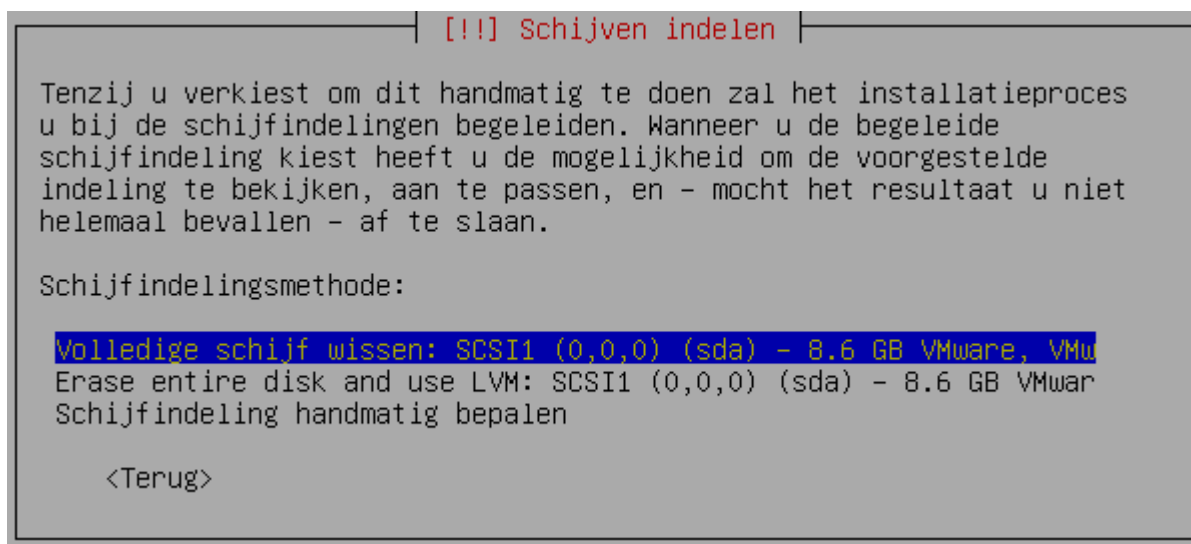 [!!] Schijven indelen
Tenzij u verkiest om dit handmatig te doen zal het installatieproces
u bij de schijfindelingen begeleiden. Wanneer u de begeleide
schijfindeling kiest heeft u de mogelijkheid om de voorgestelde
indeling te bekijken, aan te passen, en – mocht het resultaat u niet
helemaal bevallen – af te slaan.
Schijfindelingsmethode:
Volledige schijf wissen: SCSI1 (0,0,0) (sda) – 8.6 GB VMware, VMw
Erase entire disk and use LVM: SCSI1 (0,0,0) (sda) – 8.6 GB VMwar
Schijfindeling handmatig bepalen
<Terug>